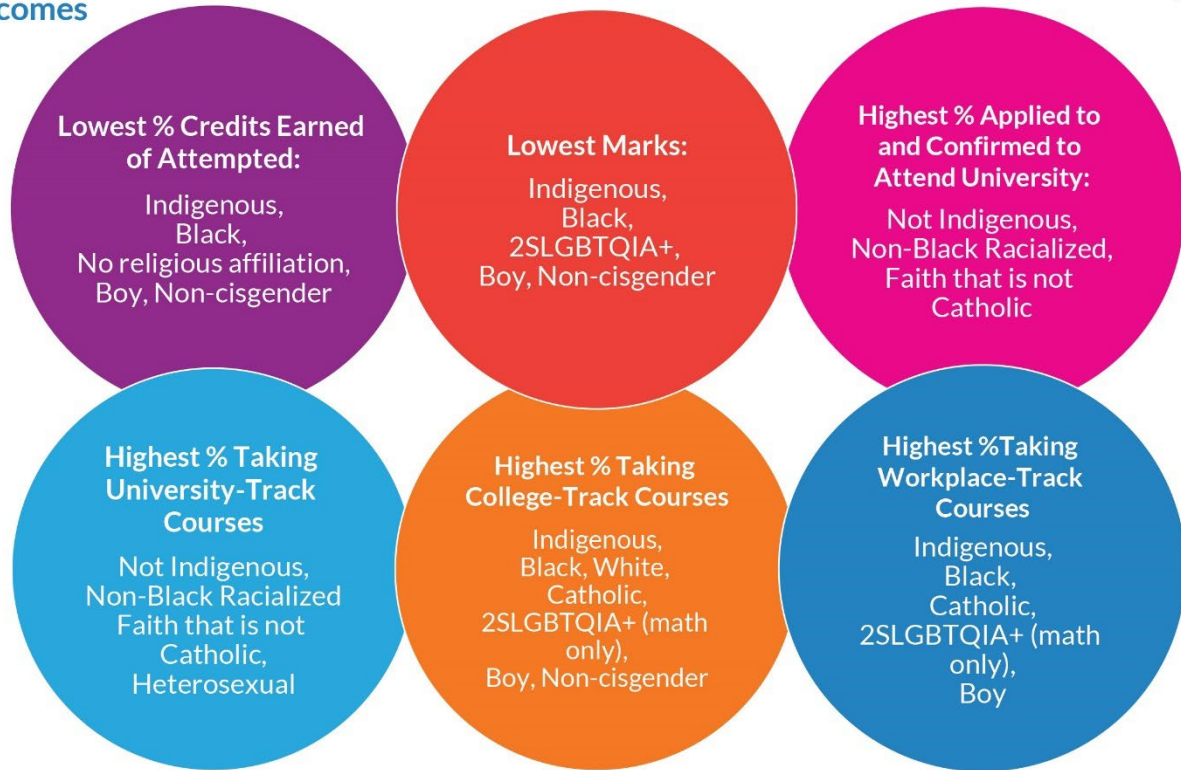 comes
Lowest % Credits Earned
of Attempted:
Indigenous,
Black,
No religious affiliation,
Boy, Non-cisgender
Lowest Marks:
Indigenous,
Black,
2SLGBTQIA+,
Boy, Non-cisgender
Highest % Applied to
and Confirmed to
Attend University:
Not Indigenous,
Non-Black Racialized,
Faith that is not
Catholic
Highest % Taking
University-Track
Courses
Not Indigenous,
Non-Black Racialized
Faith that is not
Catholic,
Heterosexual
Highest % Taking
College-Track Courses
Indigenous,
Black, White,
Catholic,
2SLGBTQIA+ (math
only),
Boy, Non-cisgender
Highest %Taking
Workplace-Track
Courses
Indigenous,
Black,
Catholic,
2SLGBTQIA+ (math
only),
Boy